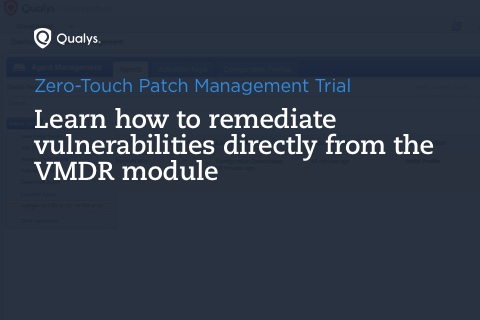 Qualys.
Zero-Touch Patch Management Trial
Learn how to remediate
vulnerabilities directly from the
VMDR module